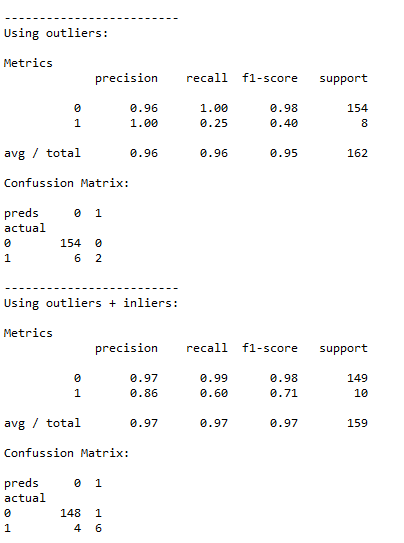 -------------------------
Using outliers:
Metrics
precision recall f1-score support
0 0.96 1.00 0.98 154
1 1.00 0.25 0.40 8
avg / total 0.96 0.96 0.95 162
Confussion Matrix:
preds 0 1
actual
0 154 0
1 6 2
-------------------------
Using outliers + inliers:
Metrics
precision recall f1-score support
0 0.97 0.99 0.98 149
1 0.86 0.60 0.71 10
avg / total 0.97 0.97 0.97 159
Confussion Matrix:
preds 0 1
actual
0 148 1
1 4 6